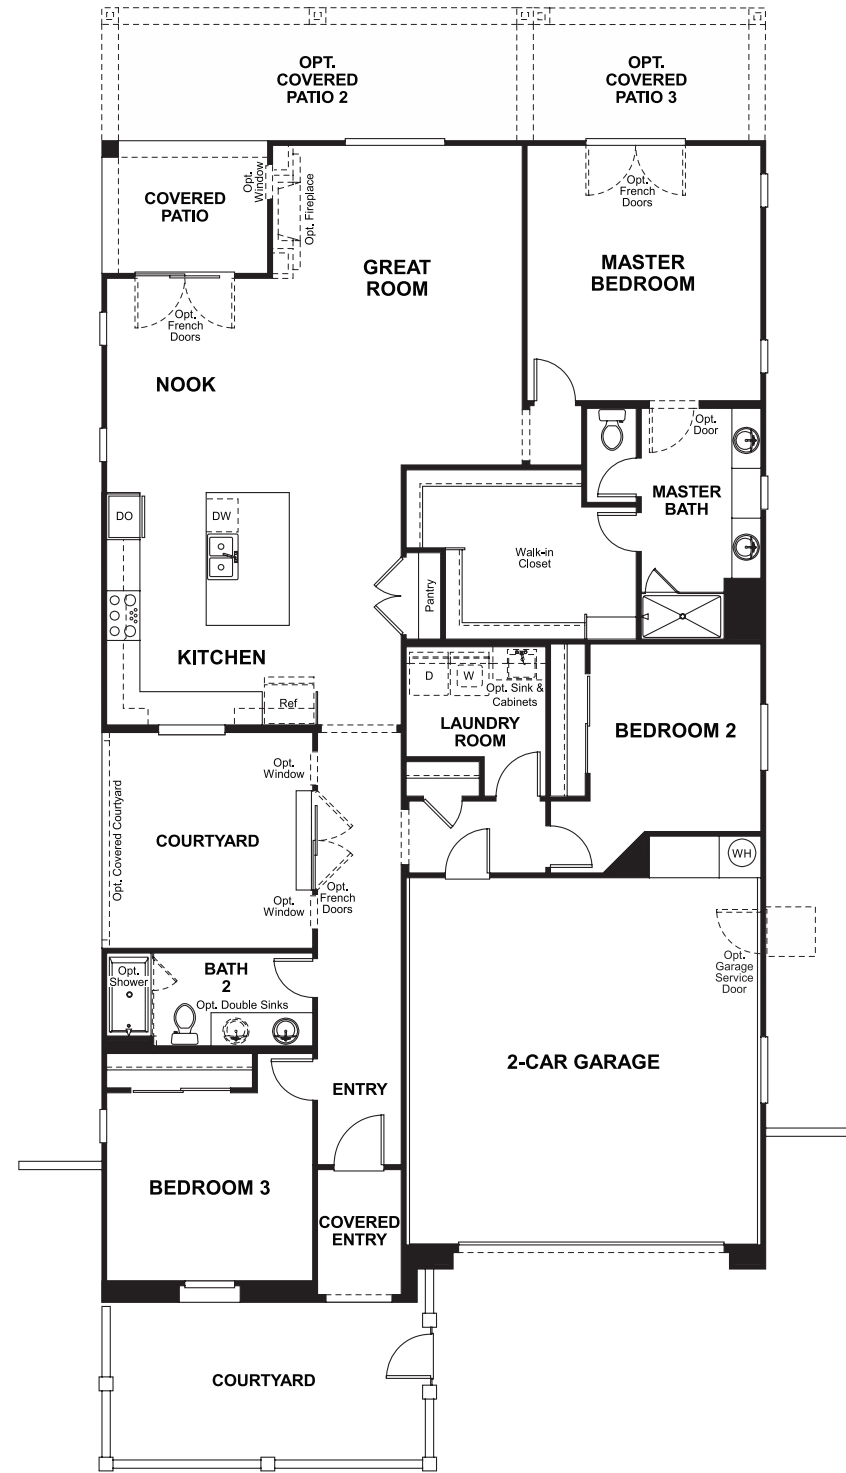 OPT.
COVERED
PATIO 2
OPT.
COVERED
PATIO 3
COVERED
PATIO
Opt.
Window
Opt. Fireplace
Opt.
French
Doors
GREAT
ROOM
MASTER
BEDROOM
Opt.
French
Doors
NOOK
Opt.
Door
MASTER
BATH
DO
DW
Walk-in
Closet
Pantry
KITCHEN
Ref
D
W
Opt. Sink &
Cabinets
LAUNDRY
ROOM
BEDROOM 2
Opt.
Window
Opt. Covered Courtyard
COURTYARD
WH
Opt.
French
Doors
Opt.
Window
Opt.
Garage
Service
Door
Opt.
Shower
BATH
2
Opt. Double Sinks
2-CAR GARAGE
ENTRY
BEDROOM 3
COVERED
ENTRY
COURTYARD